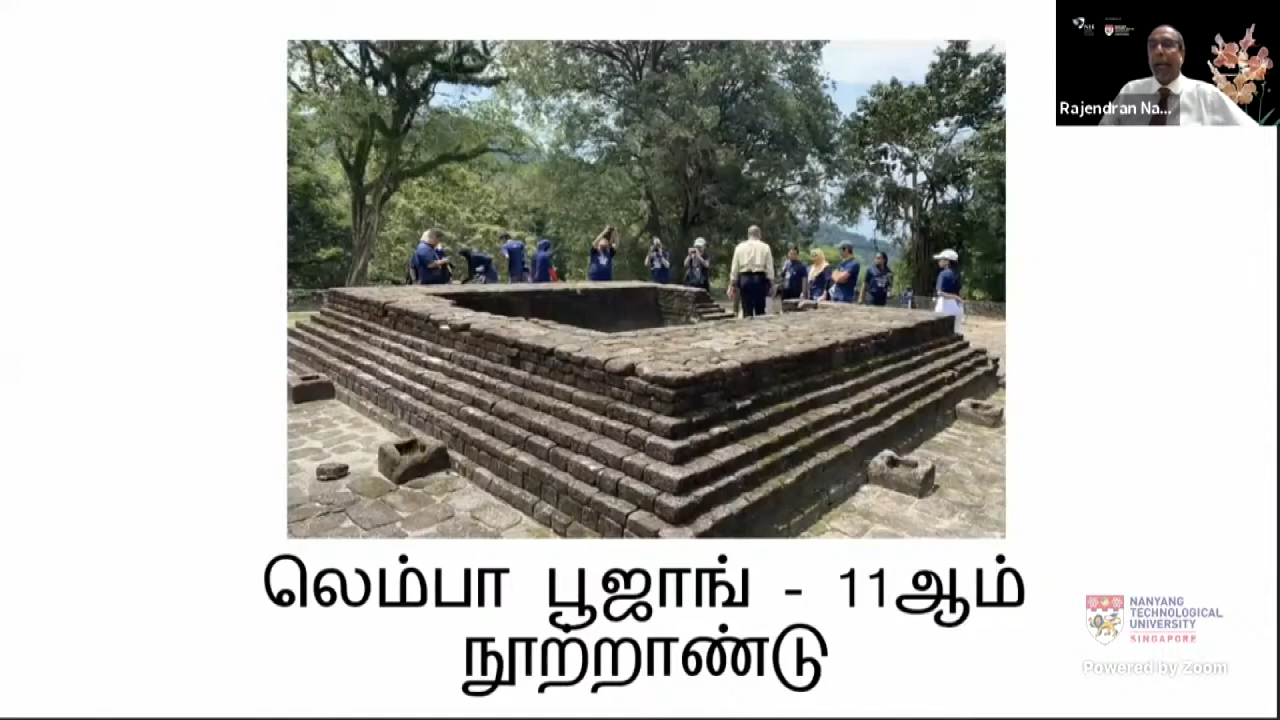 Rajendran Na...
லெம்பா பூஜாங் - 11ஆம்
நூற்றாண்டு
NANYANG
TECHNOLOGICAL
UNIVERSITY
SINGAPORE
Powered by Zoom